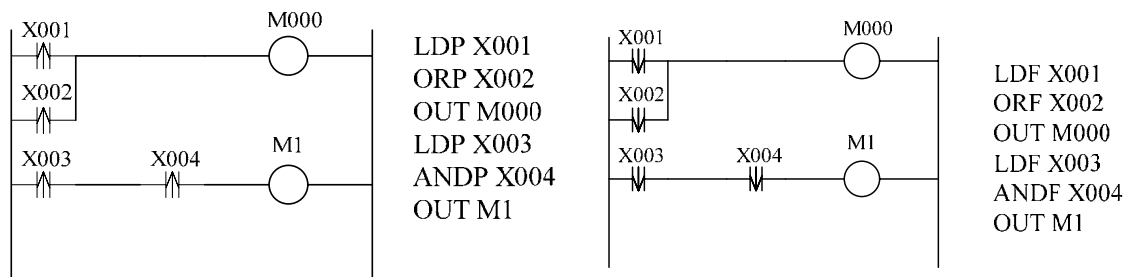 M000
X001
X002
X003 X004 M1
LDP X001
ORP X002
OUT M000
LDP X003
ANDP X004
OUT M1
M000
X001
X002
X003 X004 M1
LDF X001
ORF X002
OUT M000
LDF X003
ANDF X004
OUT M1